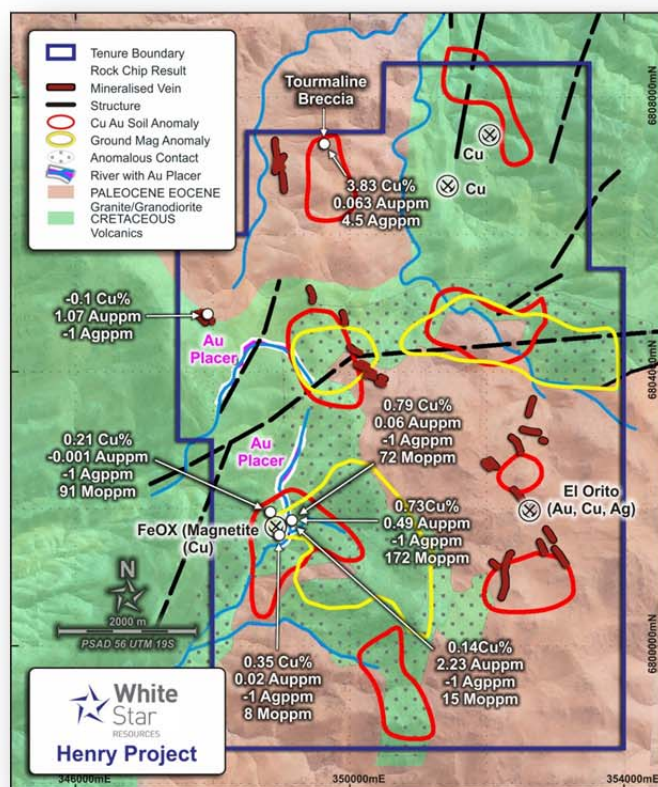 Tenure Boundary
Rock Chip Result
Mineralised Vein
Structure
Cu Au Soil Anomaly
Ground Mag Anomaly
Anomalous Contact
River with Au Placer
PALEOCENE EOCENE
Granite/Granodiorite
CRETACEOUS
Volcanics
Tourmaline
Breccia
Cu
Cu
6808000mN
3.83 Cu%
0.063 Auppm
4.5 Agppm
-0.1 Cu%
1.07 Auppm
-1 Agppm
Au
Placer
6804000mN
0.79 Cu%
0.06 Auppm
-1 Agppm
72 Moppm
0.21 Cu%
-0.001 Auppm
-1 Agppm
91 Moppm
Au
Placer
El Orito
(Au, Cu, Ag)
0.73Cu%
0.49 Auppm
-1 Agppm
172 Moppm
FeOX (Magnetite
(Cu)
N
2000 m
PSAD 56 UTM 19S
6800000mN
0.35 Cu%
0.02 Auppm
-1 Agppm
8 Moppm
0.14Cu%
2.23 Auppm
-1 Agppm
15 Moppm
White
Star
RESOURCES
Henry Project
346000mE
350000mE
354000mE